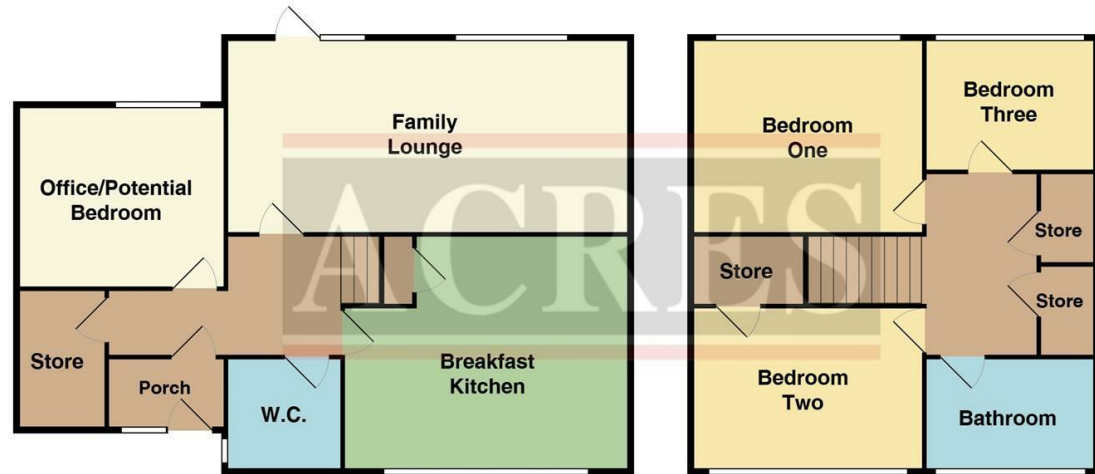 Family
Lounge
Office/Potential
Bedroom
Store
Porch
W.C.
Breakfast
Kitchen
Bedroom
One
Bedroom
Three
Store
Store
Store
Bedroom
Two
Bathroom
ACRES